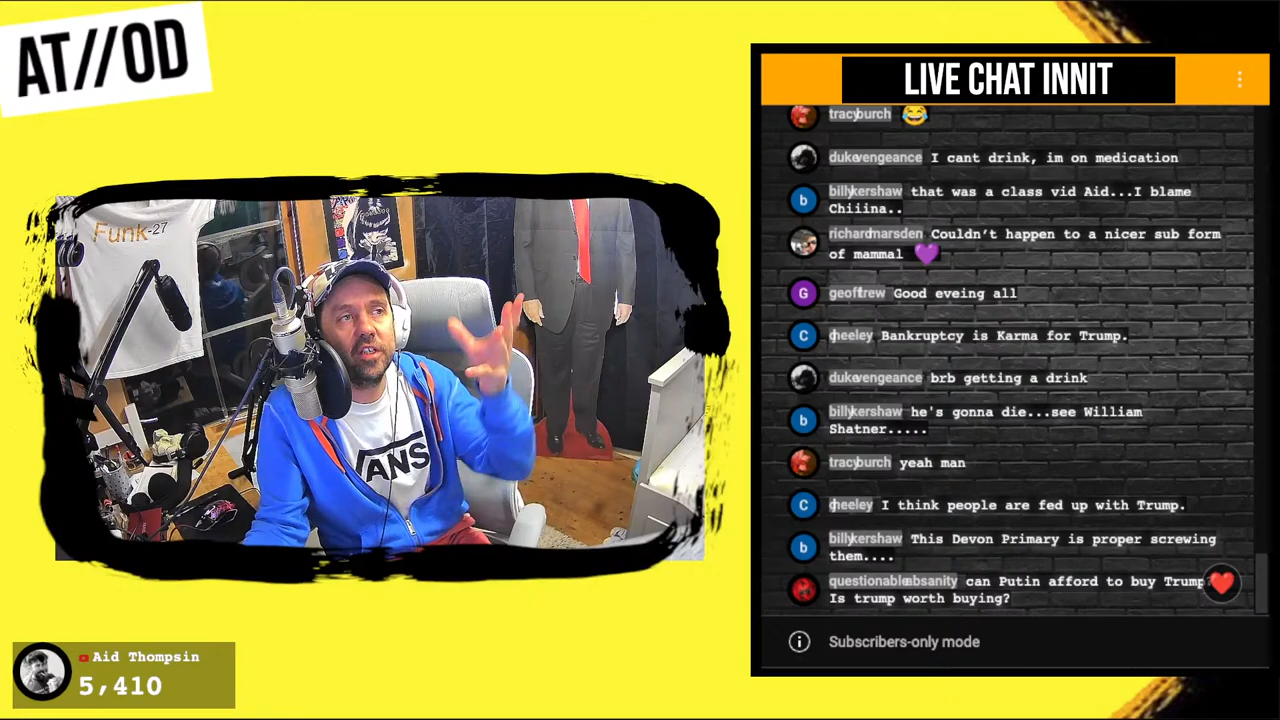 AT//OD
LIVE CHAT INNIT
tracyburch 😂
dukevengeance I cant drink, im on medication
billykershaw that was a class vid Aid...I blame
Chiiina..
richardmarsden Couldn’t happen to a nicer sub form
of mammal 💜
G geoftrew Good eveing all
C cheeley Bankruptcy is Karma for Trump.
dukevengeance brb getting a drink
b billykershaw he's gonna die...see William
Shatner.....
tracyburch yeah man
C cheeley I think people are fed up with Trump.
b billykershaw This Devon Primary is proper screwing
them....
questionableabsanity can Putin afford to buy Trump?
Is trump worth buying?
Subscribers-only mode
Funk-27
VANS
Aid Thompsin
5,410